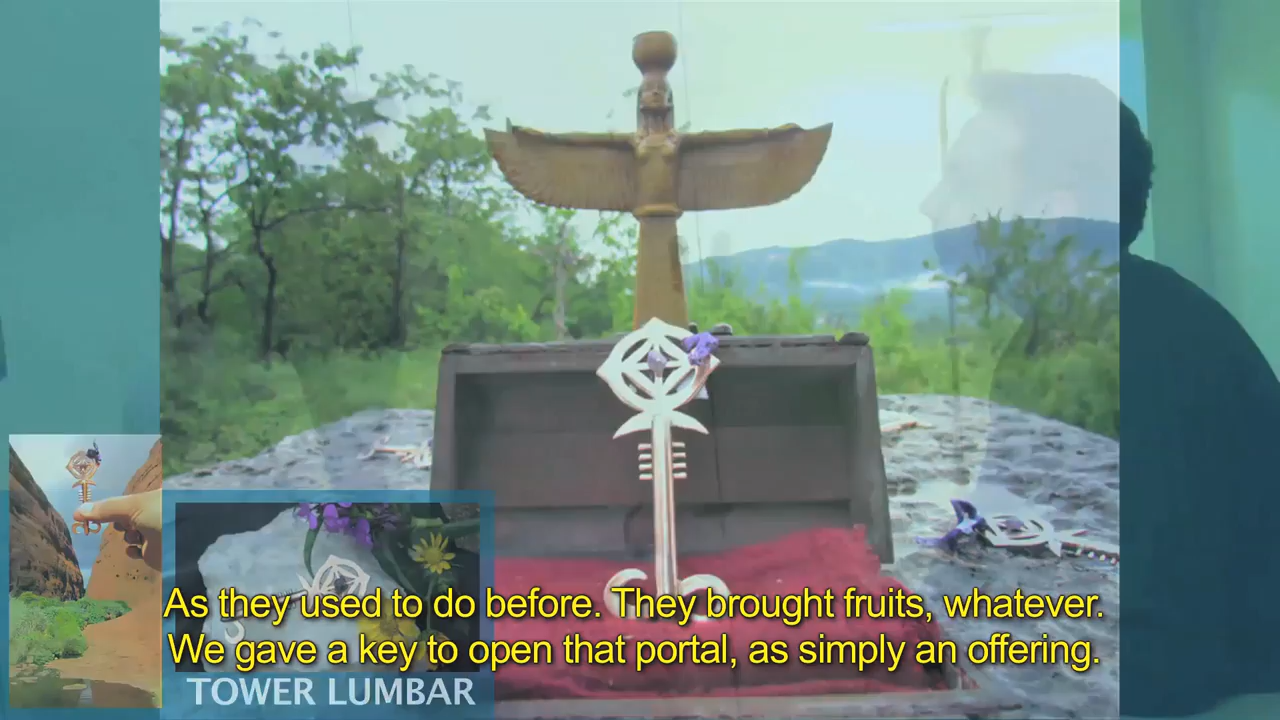 As they used to do before. They brought fruits, whatever.
We gave a key to open that portal, as simply an offering.
TOWER LUMBAR